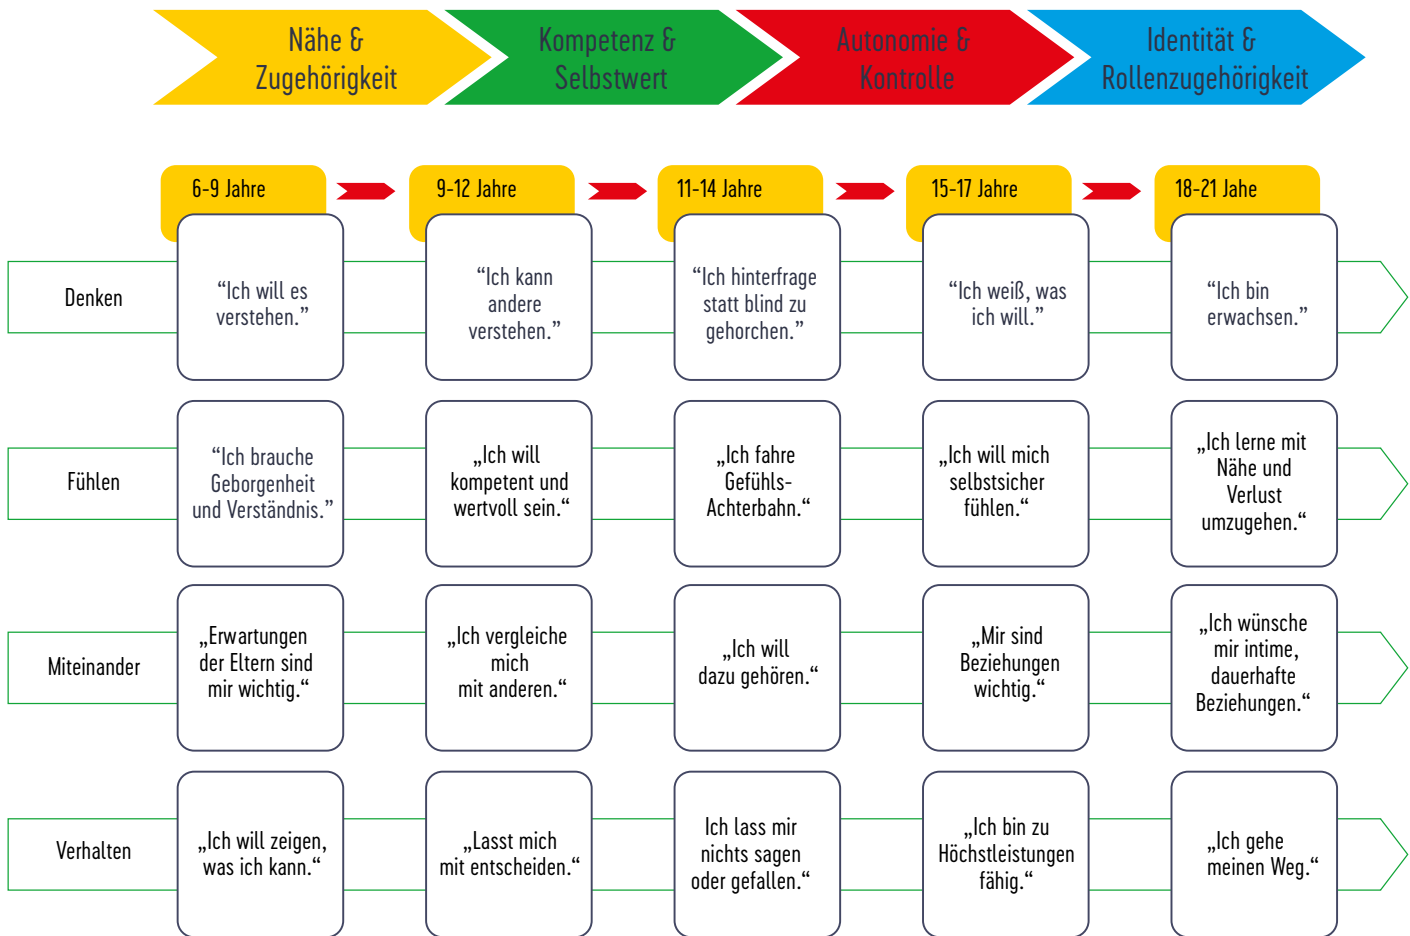 Nähe &
Zugehörigkeit
Kompetenz &
Selbstwert
Autonomie &
Kontrolle
Identität &
Rollenzugehörigkeit
6-9 Jahre
9-12 Jahre
11-14 Jahre
15-17 Jahre
18-21 Jahe
Denken
“Ich will es
verstehen.”
“Ich kann
andere
verstehen.”
“Ich hinterfrage
statt blind zu
gehorchen.”
“Ich weiß, was
ich will.”
“Ich bin
erwachsen.”
Fühlen
“Ich brauche
Geborgenheit
und Verständnis.”
„Ich will
kompetent und
wertvoll sein.“
„Ich fahre
Gefühls-
Achterbahn.“
„Ich will mich
selbstsicher
fühlen.“
„Ich lerne mit
Nähe und
Verlust
umzugehen.“
Miteinander
„Erwartungen
der Eltern sind
mir wichtig.“
„Ich vergleiche
mich
mit anderen.“
„Ich will
dazu gehören.“
„Mir sind
Beziehungen
wichtig.“
„Ich wünsche
mir intime,
dauerhafte
Beziehungen.“
Verhalten
„Ich will zeigen,
was ich kann.“
„Lasst mich
mit entscheiden.“
Ich lass mir
nichts sagen
oder gefallen.“
„Ich bin zu
Höchstleistungen
fähig.“
„Ich gehe
meinen Weg.“